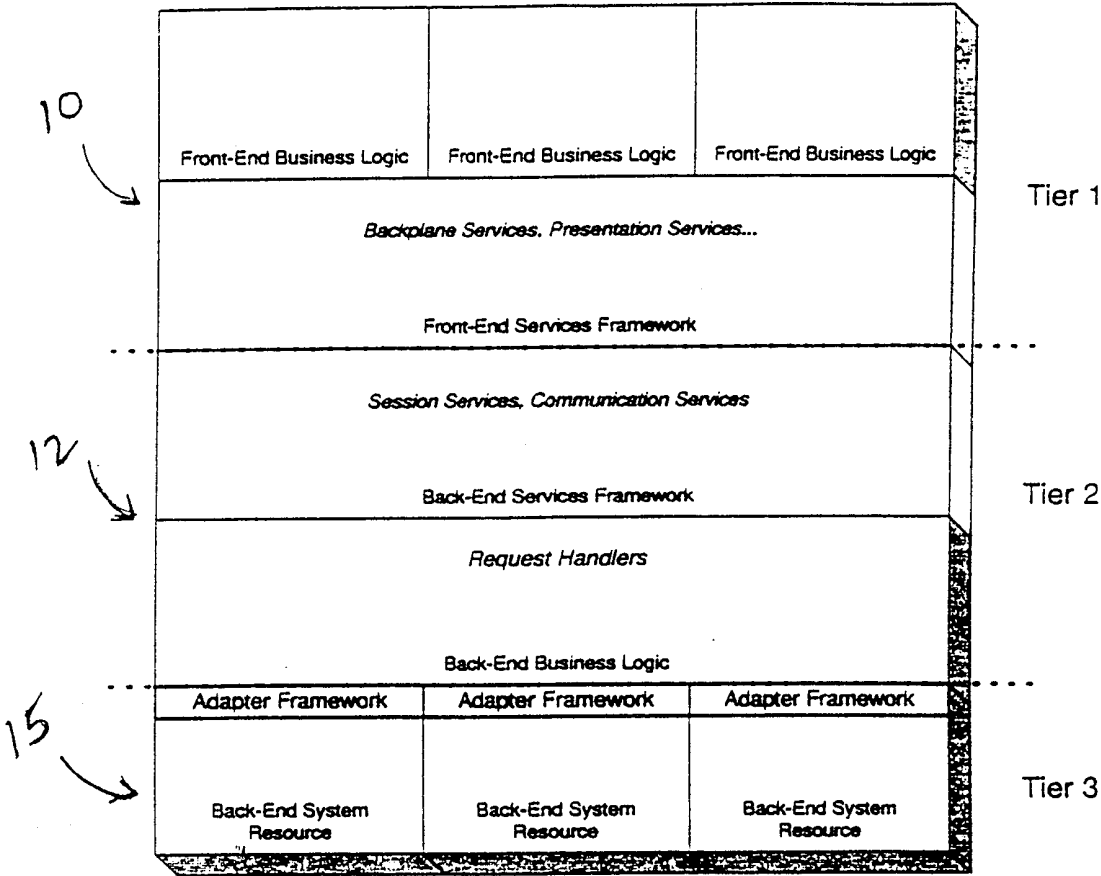 10
Front-End Business Logic Front-End Business Logic Front-End Business Logic
Tier 1
Backplane Services, Presentation Services...
Front-End Services Framework
Session Services, Communication Services
12
Back-End Services Framework
Tier 2
Request Handlers
Back-End Business Logic
Adapter Framework Adapter Framework Adapter Framework
15
Tier 3
Back-End System Resource
Back-End System Resource
Back-End System Resource